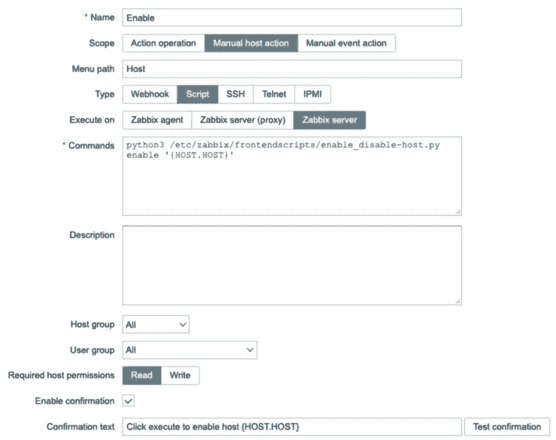 * Name Enable
Scope Action operation Manual host action Manual event action
Menu path Host
Type Webhook Script SSH Telnet IPMI
Execute on Zabbix agent Zabbix server (proxy) Zabbix server
* Commands python3 /etc/zabbix/frontendscripts/enable_disable-host.py
enable '{HOST.HOST}'
Description
Host group All
User group All
Required host permissions Read Write
Enable confirmation
Confirmation text Click execute to enable host {HOST.HOST} Test confirmation